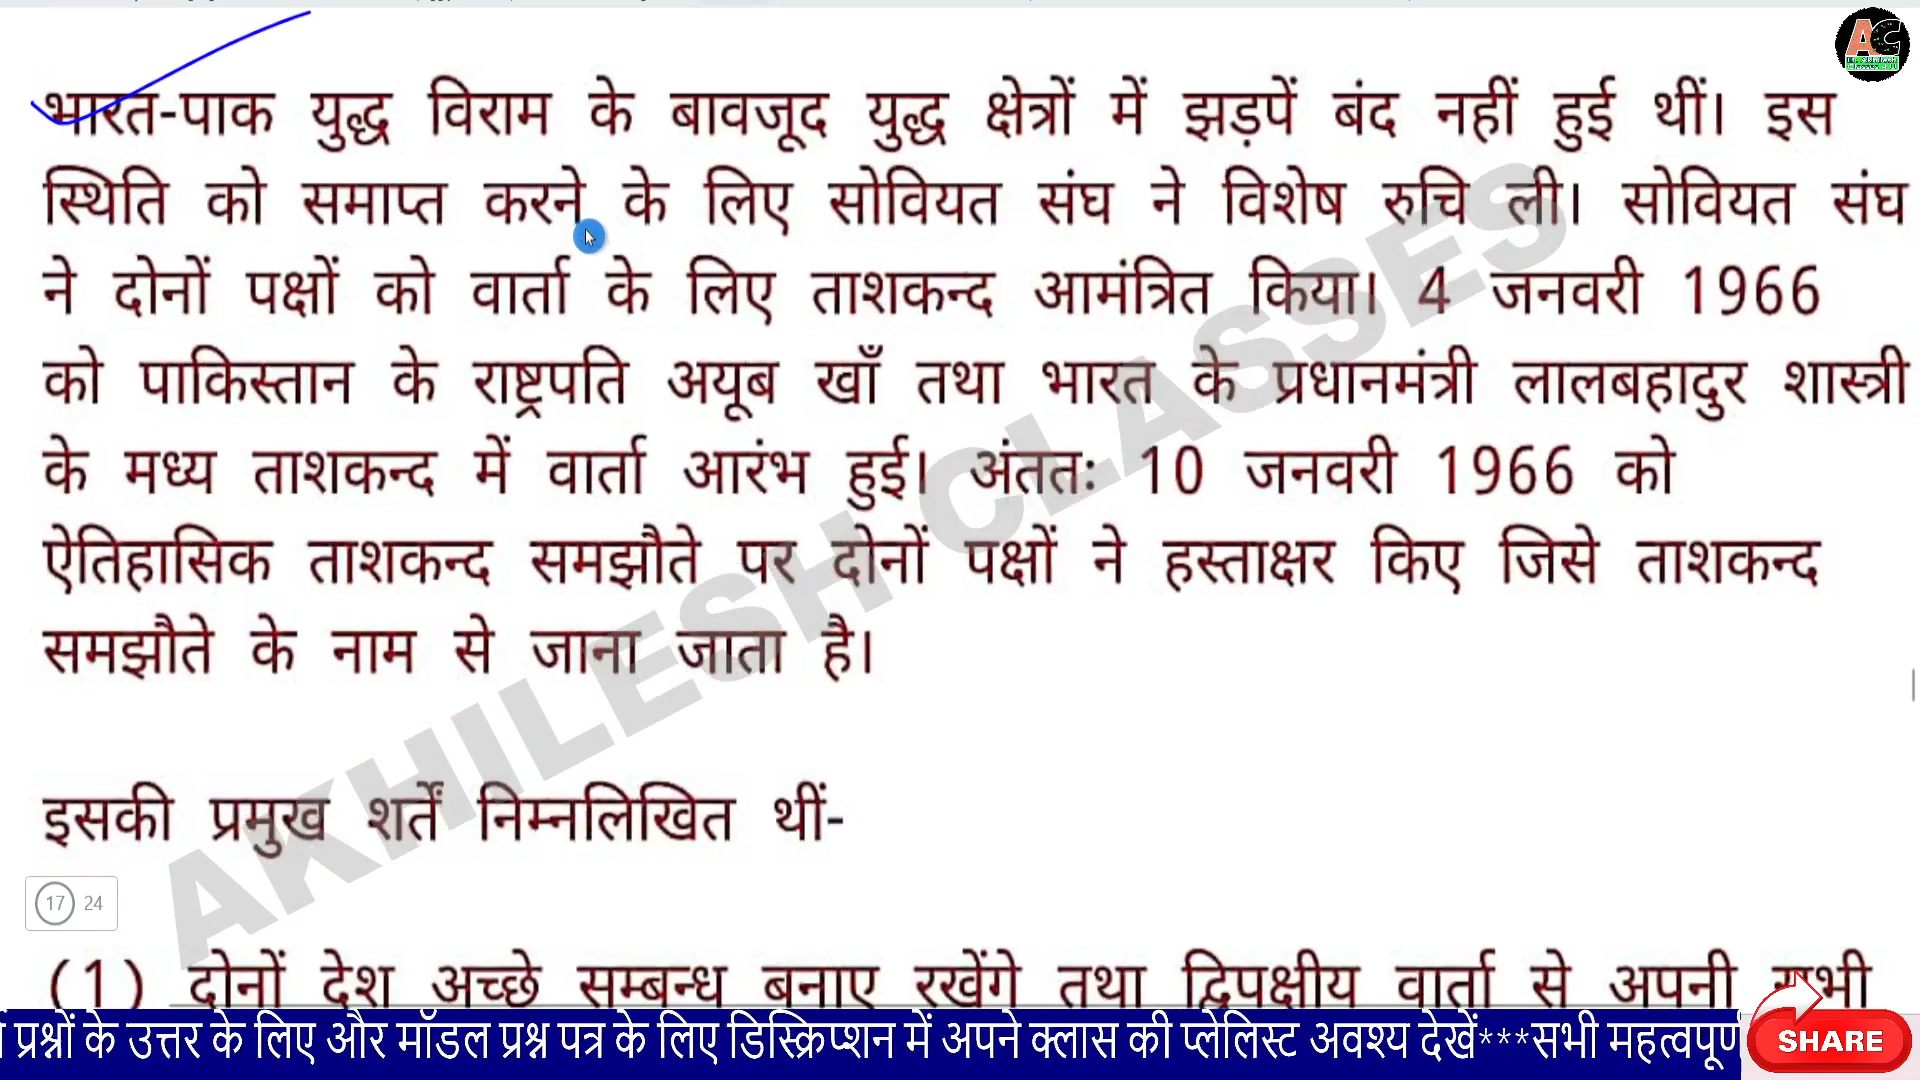 AC
भारत-पाक युद्ध विराम के बावजूद युद्ध क्षेत्रों में झड़पें बंद नहीं हुई थीं। इस
स्थिति को समाप्त करने के लिए सोवियत संघ ने विशेष रुचि ली। सोवियत संघ
ने दोनों पक्षों को वार्ता के लिए ताशकन्द आमंत्रित किया। 4 जनवरी 1966
को पाकिस्तान के राष्ट्रपति अयूब खाँ तथा भारत के प्रधानमंत्री लालबहादुर शास्त्री
के मध्य ताशकन्द में वार्ता आरंभ हुई। अंततः 10 जनवरी 1966 को
ऐतिहासिक ताशकन्द समझौते पर दोनों पक्षों ने हस्ताक्षर किए जिसे ताशकन्द
समझौते के नाम से जाना जाता है।
AKHILESH CLASSES
इसकी प्रमुख शर्तें निम्नलिखित थीं-
17 24
(1) दोनों देश अच्छे सम्बन्ध बनाए रखेंगे तथा द्विपक्षीय वार्ता से अपनी सभी
प्रश्नों के उत्तर के लिए और मॉडल प्रश्न पत्र के लिए डिस्क्रिप्शन में अपने क्लास की प्लेलिस्ट अवश्य देखें***सभी महत्वपूर्ण
SHARE